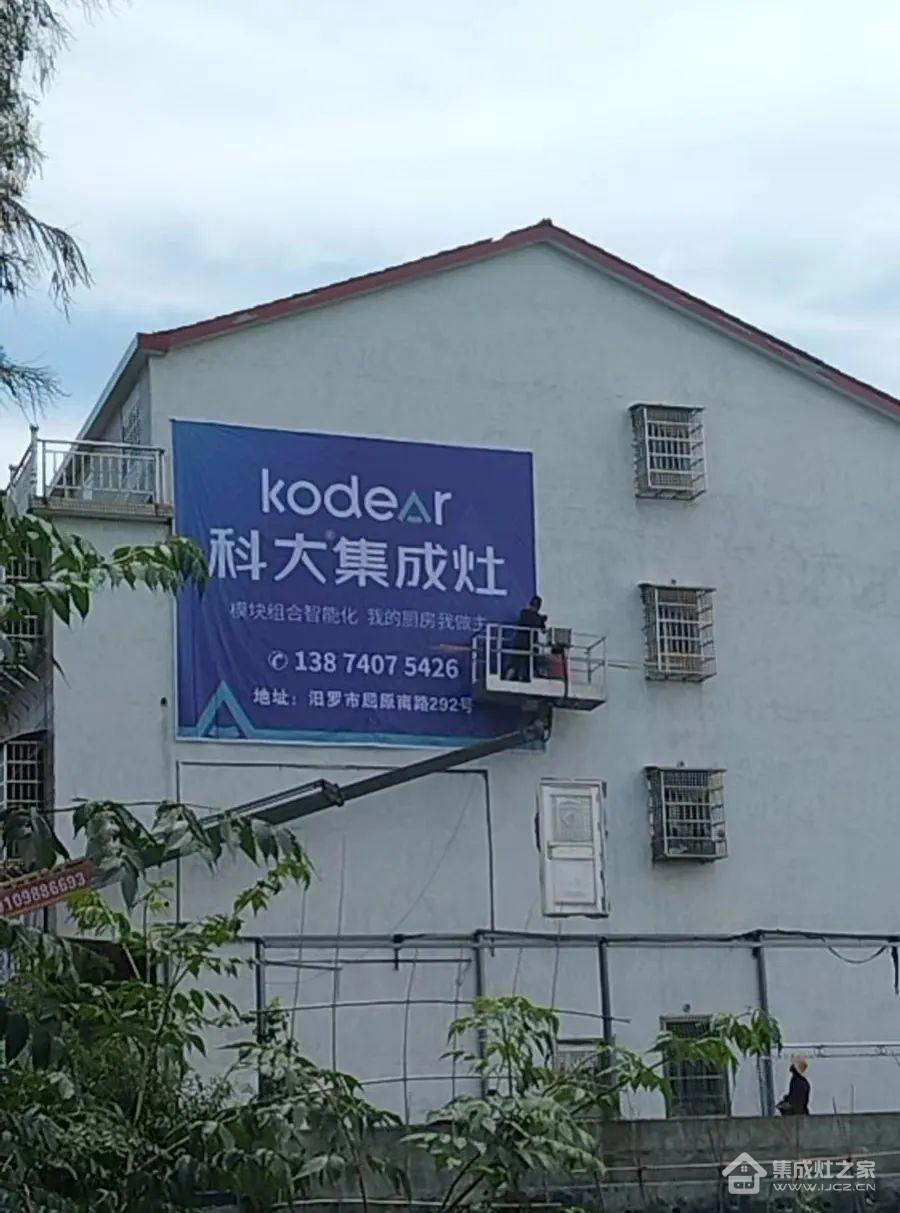 kodear
科大®集成灶
模块组合智能化 我的厨房我做主
✆ 138 7407 5426
地址：汨罗市屈原南路292号
109886693
集成灶之家
WWW.IJCZ.CN